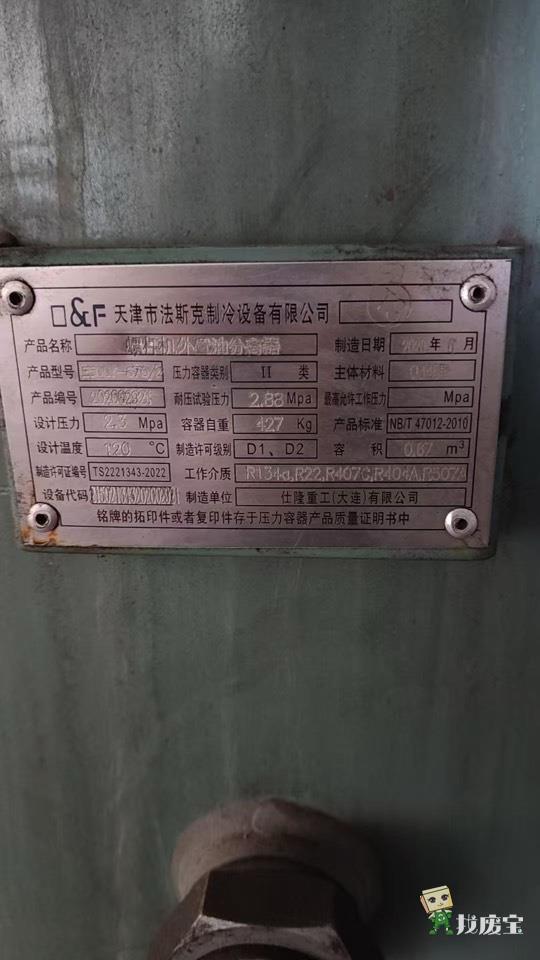 &F 天津市法斯克制冷设备有限公司
产品名称 外 油分容器 制造日期 2020 年 月
产品型号 压力容器类别 II 类 主体材料
产品编号 耐压试验压力 2.88 Mpa 最高允许工作压力 Mpa
设计压力 2.3 Mpa 容器自重 427 Kg 产品标准 NB/T 47012-2010
设计温度 120 °C 制造许可级别 D1、D2 容积 0.67 m³
制造许可证编号 TS2221343-2022 工作介质 R134a,R22,R407C,R404A,R507A
设备代码 制造单位 仕隆重工(大连)有限公司
铭牌的拓印件或者复印件存于压力容器产品质量证明书中
找废宝